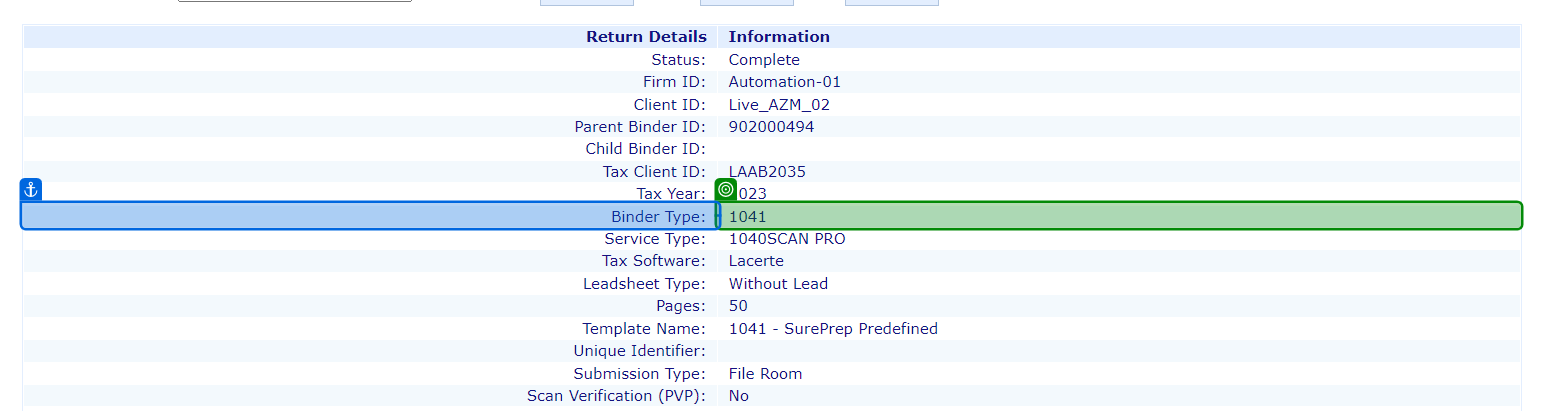 Return Details Information
Status: Complete
Firm ID: Automation-01
Client ID: Live_AZM_02
Parent Binder ID: 902000494
Child Binder ID:
Tax Client ID: LAAB2035
Tax Year: 023
Binder Type: 1041
Service Type: 1040SCAN PRO
Tax Software: Lacerte
Leadsheet Type: Without Lead
Pages: 50
Template Name: 1041 - SurePrep Predefined
Unique Identifier:
Submission Type: File Room
Scan Verification (PVP): No